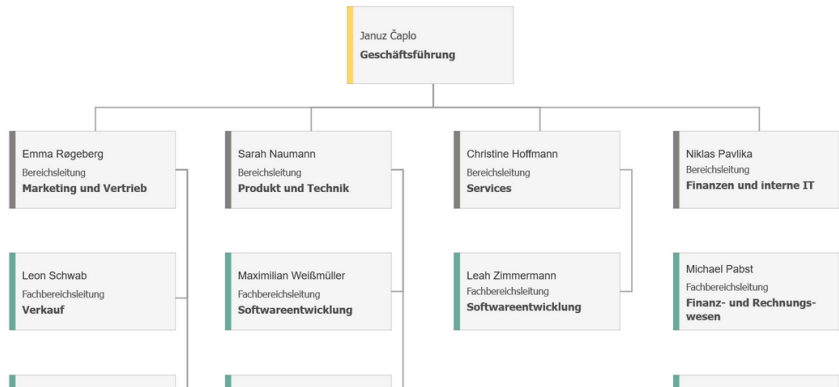 Januz Čaplo
Geschäftsführung
Emma Røgeberg
Bereichsleitung
Marketing und Vertrieb
Sarah Naumann
Bereichsleitung
Produkt und Technik
Christine Hoffmann
Bereichsleitung
Services
Niklas Pavlika
Bereichsleitung
Finanzen und interne IT
Leon Schwab
Fachbereichsleitung
Verkauf
Maximilian Weißmüller
Fachbereichsleitung
Softwareentwicklung
Leah Zimmermann
Fachbereichsleitung
Softwareentwicklung
Michael Pabst
Fachbereichsleitung
Finanz- und Rechnungs-
wesen